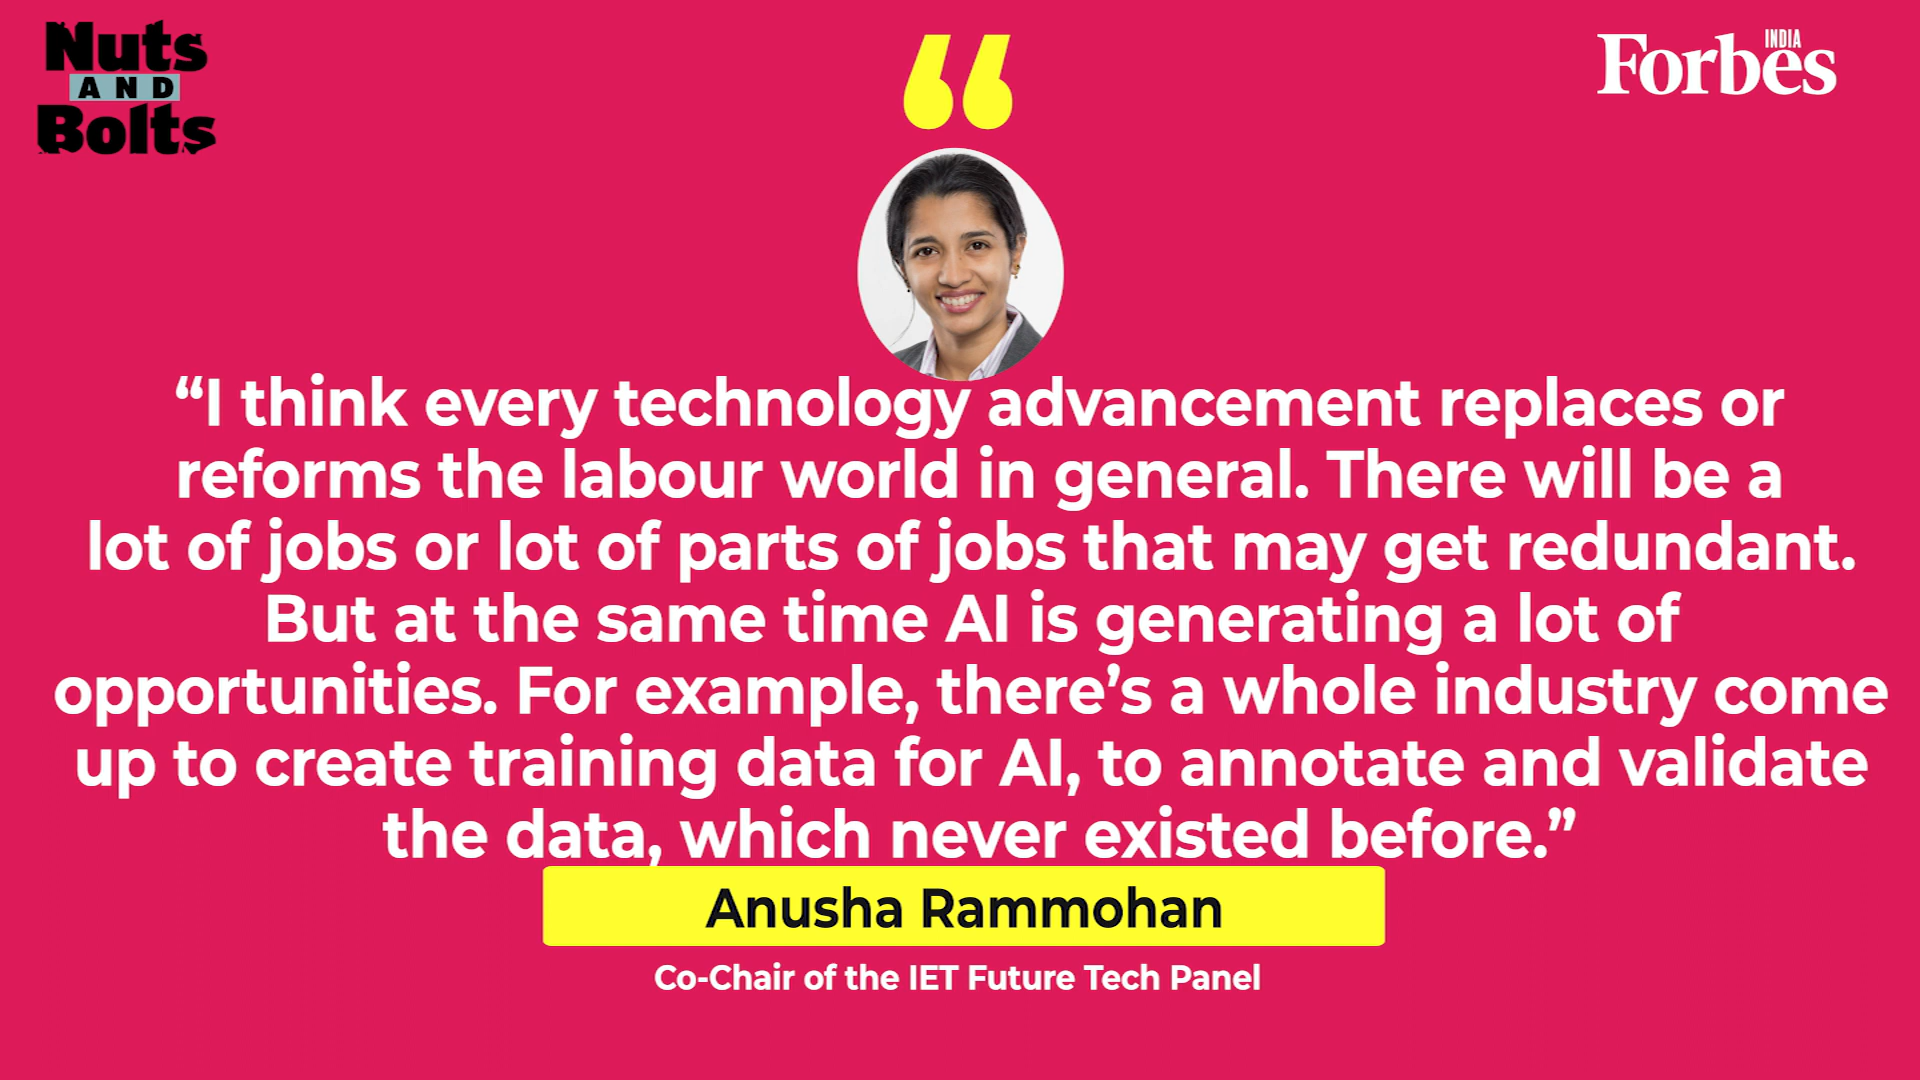 Nuts
AND
Bolts
Forbes
INDIA
“I think every technology advancement replaces or
reforms the labour world in general. There will be a
lot of jobs or lot of parts of jobs that may get redundant.
But at the same time AI is generating a lot of
opportunities. For example, there’s a whole industry come
up to create training data for AI, to annotate and validate
the data, which never existed before.”
Anusha Rammohan
Co-Chair of the IET Future Tech Panel